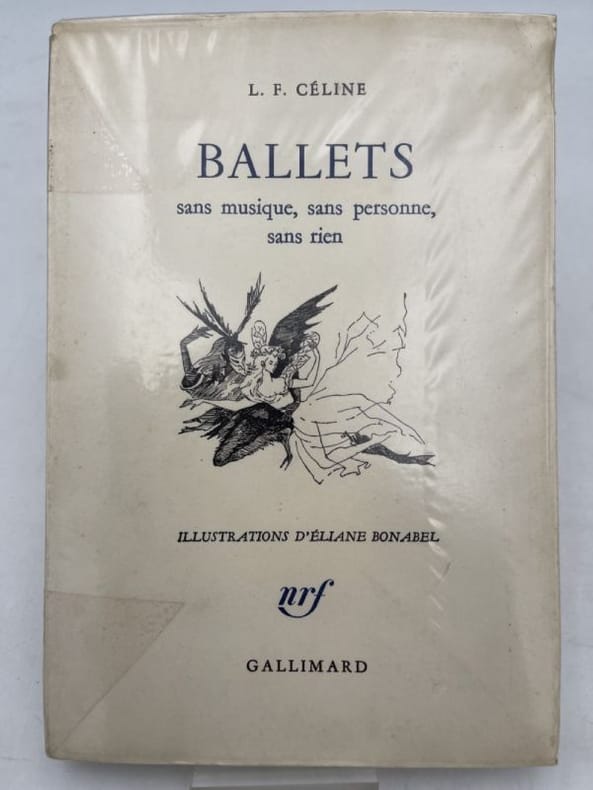 L. F. CÉLINE
BALLETS
sans musique, sans personne,
sans rien
ILLUSTRATIONS D'ÉLIANE BONABEL
nrf
GALLIMARD